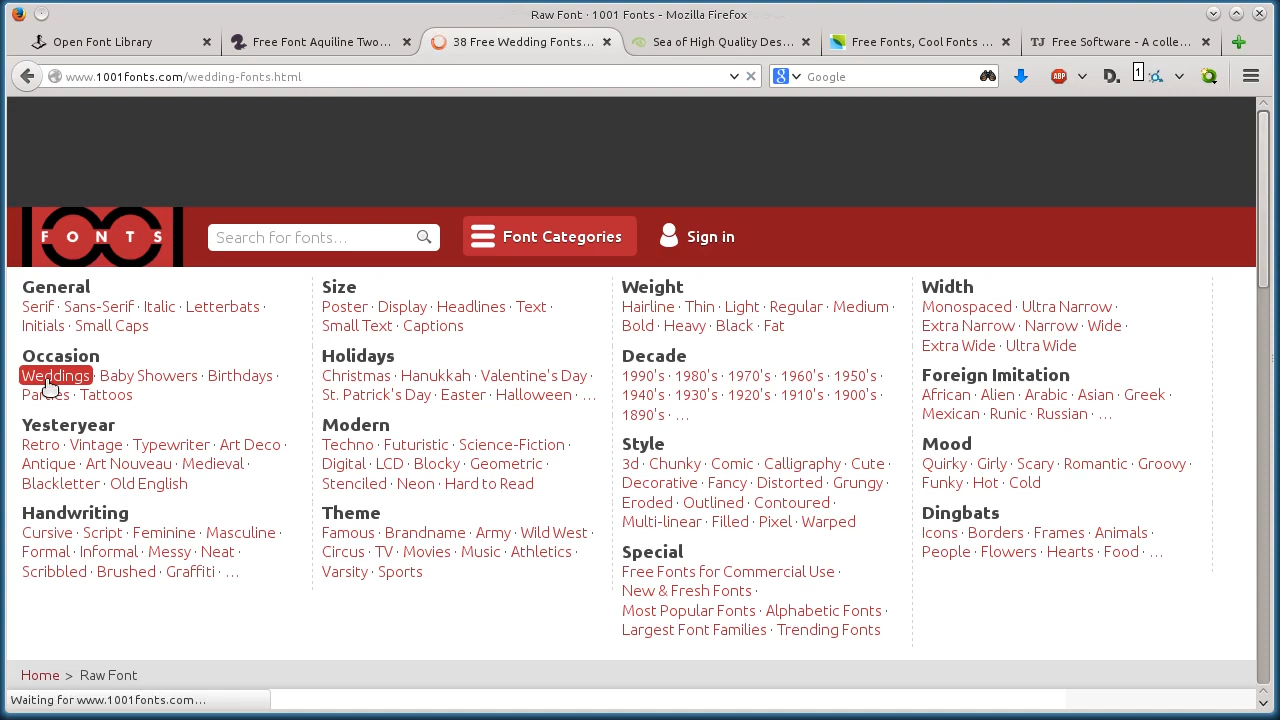 Raw Font · 1001 Fonts - Mozilla Firefox
Open Font Library
Free Font Aquiline Two...
38 Free Wedding Fonts...
Sea of High Quality Des...
Free Fonts, Cool Fonts ...
TJ Free Software - A colle...
www.1001fonts.com/wedding-fonts.html
Google
ABP
D.
1
FONTS
Search for fonts...
Font Categories
Sign in
General
Serif · Sans-Serif · Italic · Letterbats ·
Initials · Small Caps
Occasion
Weddings · Baby Showers · Birthdays ·
Parties · Tattoos
Yesteryear
Retro · Vintage · Typewriter · Art Deco ·
Antique · Art Nouveau · Medieval ·
Blackletter · Old English
Handwriting
Cursive · Script · Feminine · Masculine ·
Formal · Informal · Messy · Neat ·
Scribbled · Brushed · Graffiti · ...
Size
Poster · Display · Headlines · Text ·
Small Text · Captions
Holidays
Christmas · Hanukkah · Valentine's Day ·
St. Patrick's Day · Easter · Halloween · ...
Modern
Techno · Futuristic · Science-Fiction ·
Digital · LCD · Blocky · Geometric ·
Stenciled · Neon · Hard to Read
Theme
Famous · Brandname · Army · Wild West ·
Circus · TV · Movies · Music · Athletics ·
Varsity · Sports
Weight
Hairline · Thin · Light · Regular · Medium ·
Bold · Heavy · Black · Fat
Decade
1990's · 1980's · 1970's · 1960's · 1950's ·
1940's · 1930's · 1920's · 1910's · 1900's ·
1890's · ...
Style
3d · Chunky · Comic · Calligraphy · Cute ·
Decorative · Fancy · Distorted · Grungy ·
Eroded · Outlined · Contoured ·
Multi-linear · Filled · Pixel · Warped
Special
Free Fonts for Commercial Use ·
New & Fresh Fonts ·
Most Popular Fonts · Alphabetic Fonts ·
Largest Font Families · Trending Fonts
Width
Monospaced · Ultra Narrow ·
Extra Narrow · Narrow · Wide ·
Extra Wide · Ultra Wide
Foreign Imitation
African · Alien · Arabic · Asian · Greek ·
Mexican · Runic · Russian · ...
Mood
Quirky · Girly · Scary · Romantic · Groovy ·
Funky · Hot · Cold
Dingbats
Icons · Borders · Frames · Animals ·
People · Flowers · Hearts · Food · ...
Home > Raw Font
Waiting for www.1001fonts.com...